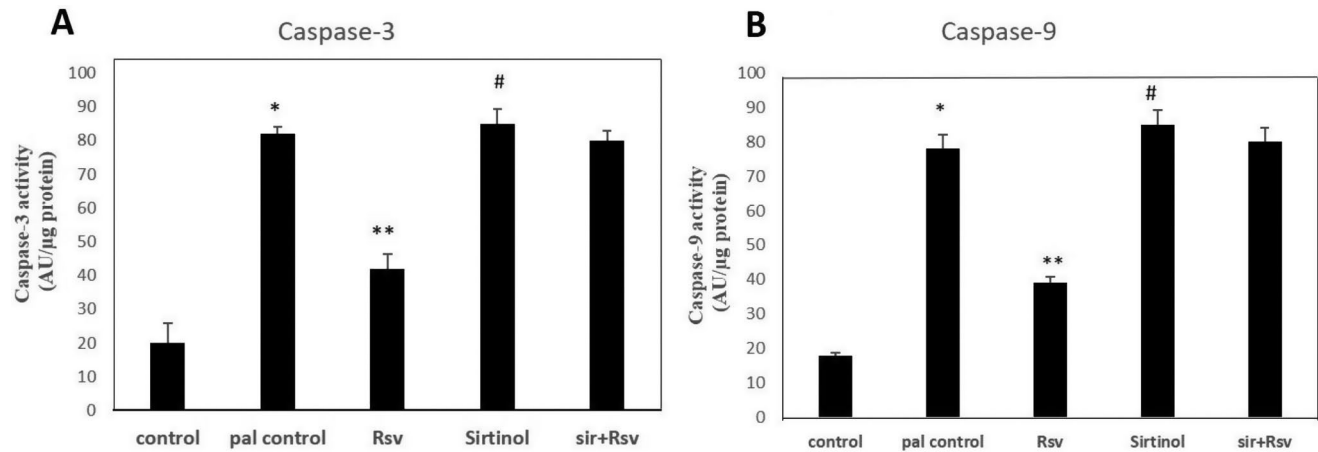 A
Caspase-3
Caspase-3 activity
(AU/µg protein)
100
90
80
70
60
50
40
30
20
10
0
*
**
#
control
pal control
Rsv
Sirtinol
sir+Rsv
B
Caspase-9
Caspase-9 activity
(AU/µg protein)
100
90
80
70
60
50
40
30
20
10
0
*
**
#
control
pal control
Rsv
Sirtinol
sir+Rsv